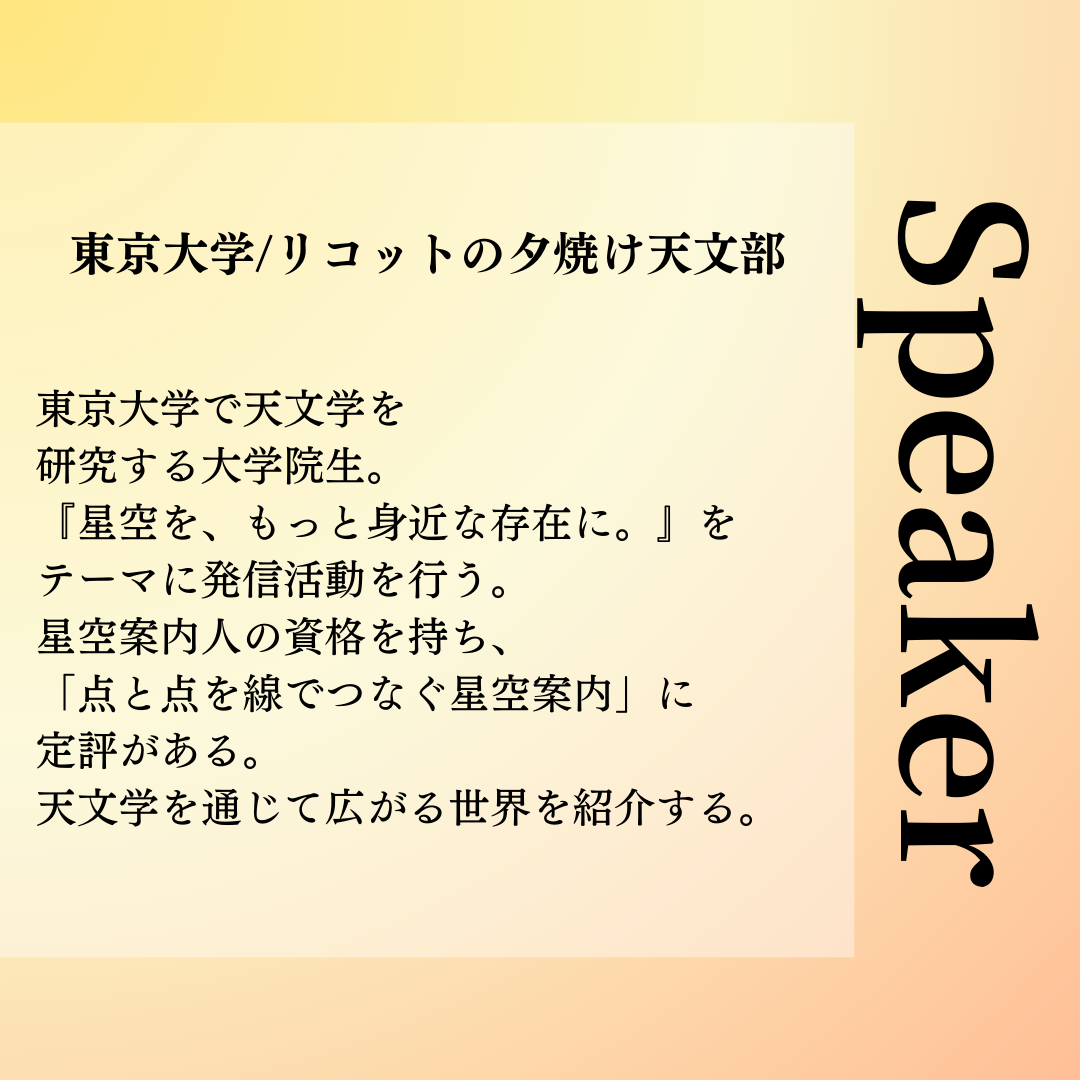 東京大学/リコットの夕焼け天文部
東京大学で天文学を
研究する大学院生。
『星空を、もっと身近な存在に。』を
テーマに発信活動を行う。
星空案内人の資格を持ち、
「点と点を線でつなぐ星空案内」に
定評がある。
天文学を通じて広がる世界を紹介する。
Speaker